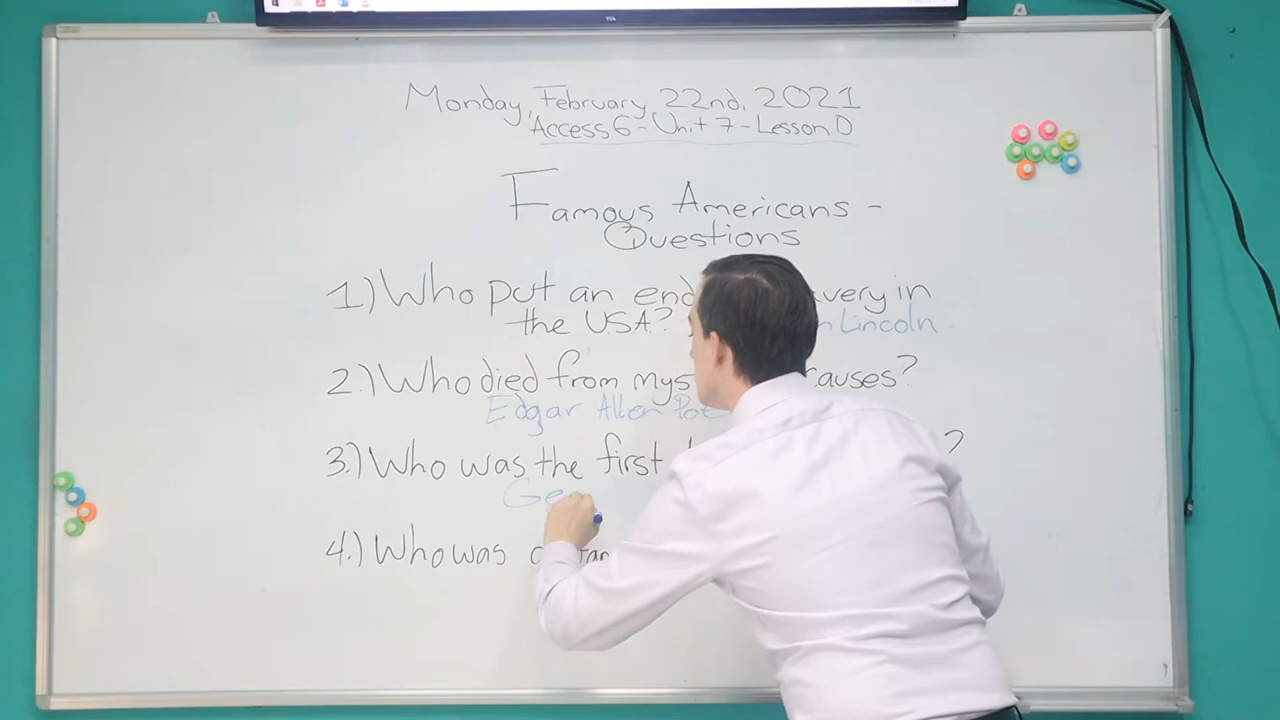 TCL
Monday, February 22nd, 2021
Access 6 - Unit 7 - Lesson D
Famous Americans -
Questions
1.) Who put an end very in
the USA? Lincoln
2.) Who died from causes?
Edgar Allen Poe
3.) Who was the first ?
Ge
4.) Who was a